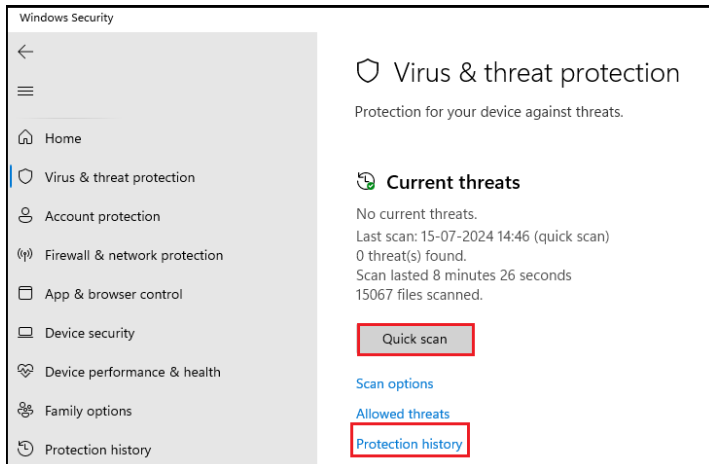 Windows Security
Home
Virus & threat protection
Account protection
Firewall & network protection
App & browser control
Device security
Device performance & health
Family options
Protection history
Virus & threat protection
Protection for your device against threats.
Current threats
No current threats.
Last scan: 15-07-2024 14:46 (quick scan)
0 threat(s) found.
Scan lasted 8 minutes 26 seconds
15067 files scanned.
Quick scan
Scan options
Allowed threats
Protection history